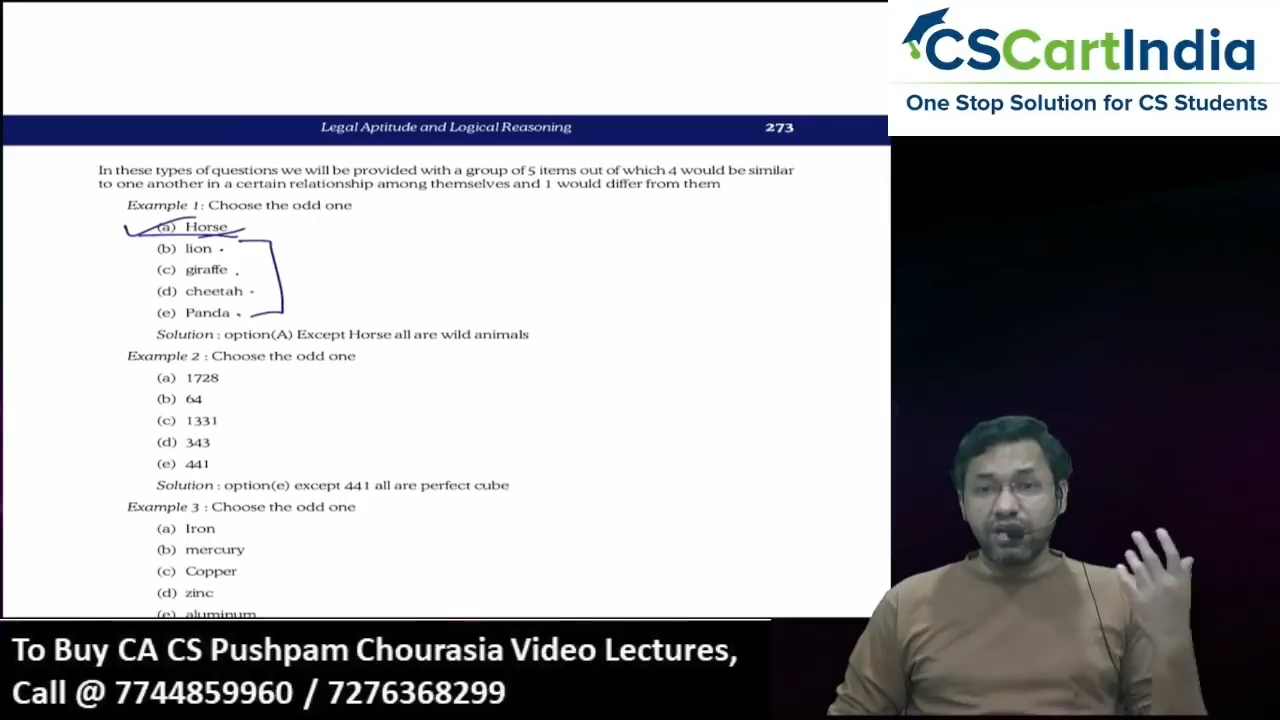 CSCartIndia
One Stop Solution for CS Students
Legal Aptitude and Logical Reasoning 273
In these types of questions we will be provided with a group of 5 items out of which 4 would be similar
to one another in a certain relationship among themselves and 1 would differ from them
Example 1: Choose the odd one
(a) Horse
(b) lion
(c) giraffe
(d) cheetah
(e) Panda
Solution : option(A) Except Horse all are wild animals
Example 2 : Choose the odd one
(a) 1728
(b) 64
(c) 1331
(d) 343
(e) 441
Solution : option(e) except 441 all are perfect cube
Example 3 : Choose the odd one
(a) Iron
(b) mercury
(c) Copper
(d) zinc
(e) aluminum
To Buy CA CS Pushpam Chourasia Video Lectures,
Call @ 7744859960 / 7276368299